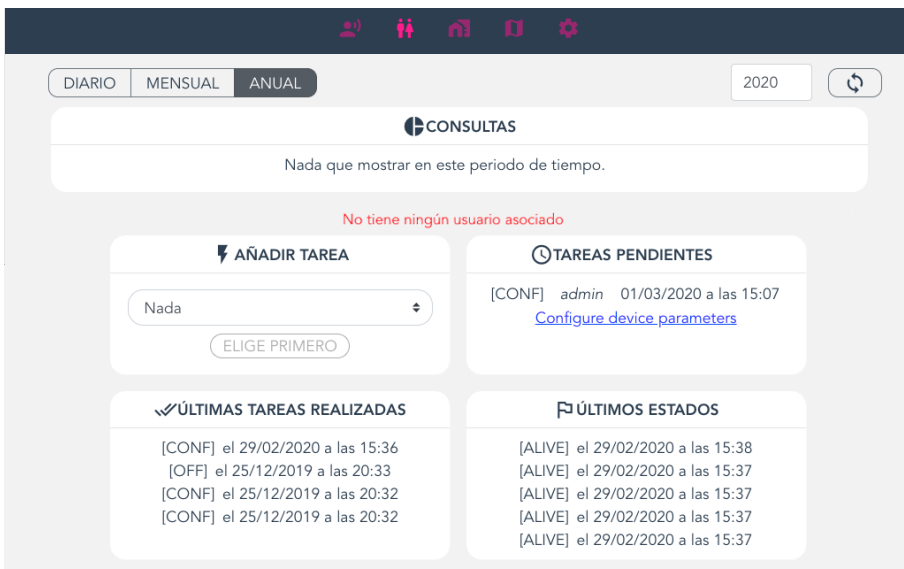 DIARIO MENSUAL ANUAL 2020
CONSULTAS
Nada que mostrar en este periodo de tiempo.
No tiene ningún usuario asociado
AÑADIR TAREA
Nada
ELIGE PRIMERO
TAREAS PENDIENTES
[CONF] admin 01/03/2020 a las 15:07
Configure device parameters
ÚLTIMAS TAREAS REALIZADAS
[CONF] el 29/02/2020 a las 15:36
[OFF] el 25/12/2019 a las 20:33
[CONF] el 25/12/2019 a las 20:32
[CONF] el 25/12/2019 a las 20:32
ÚLTIMOS ESTADOS
[ALIVE] el 29/02/2020 a las 15:38
[ALIVE] el 29/02/2020 a las 15:37
[ALIVE] el 29/02/2020 a las 15:37
[ALIVE] el 29/02/2020 a las 15:37
[ALIVE] el 29/02/2020 a las 15:37